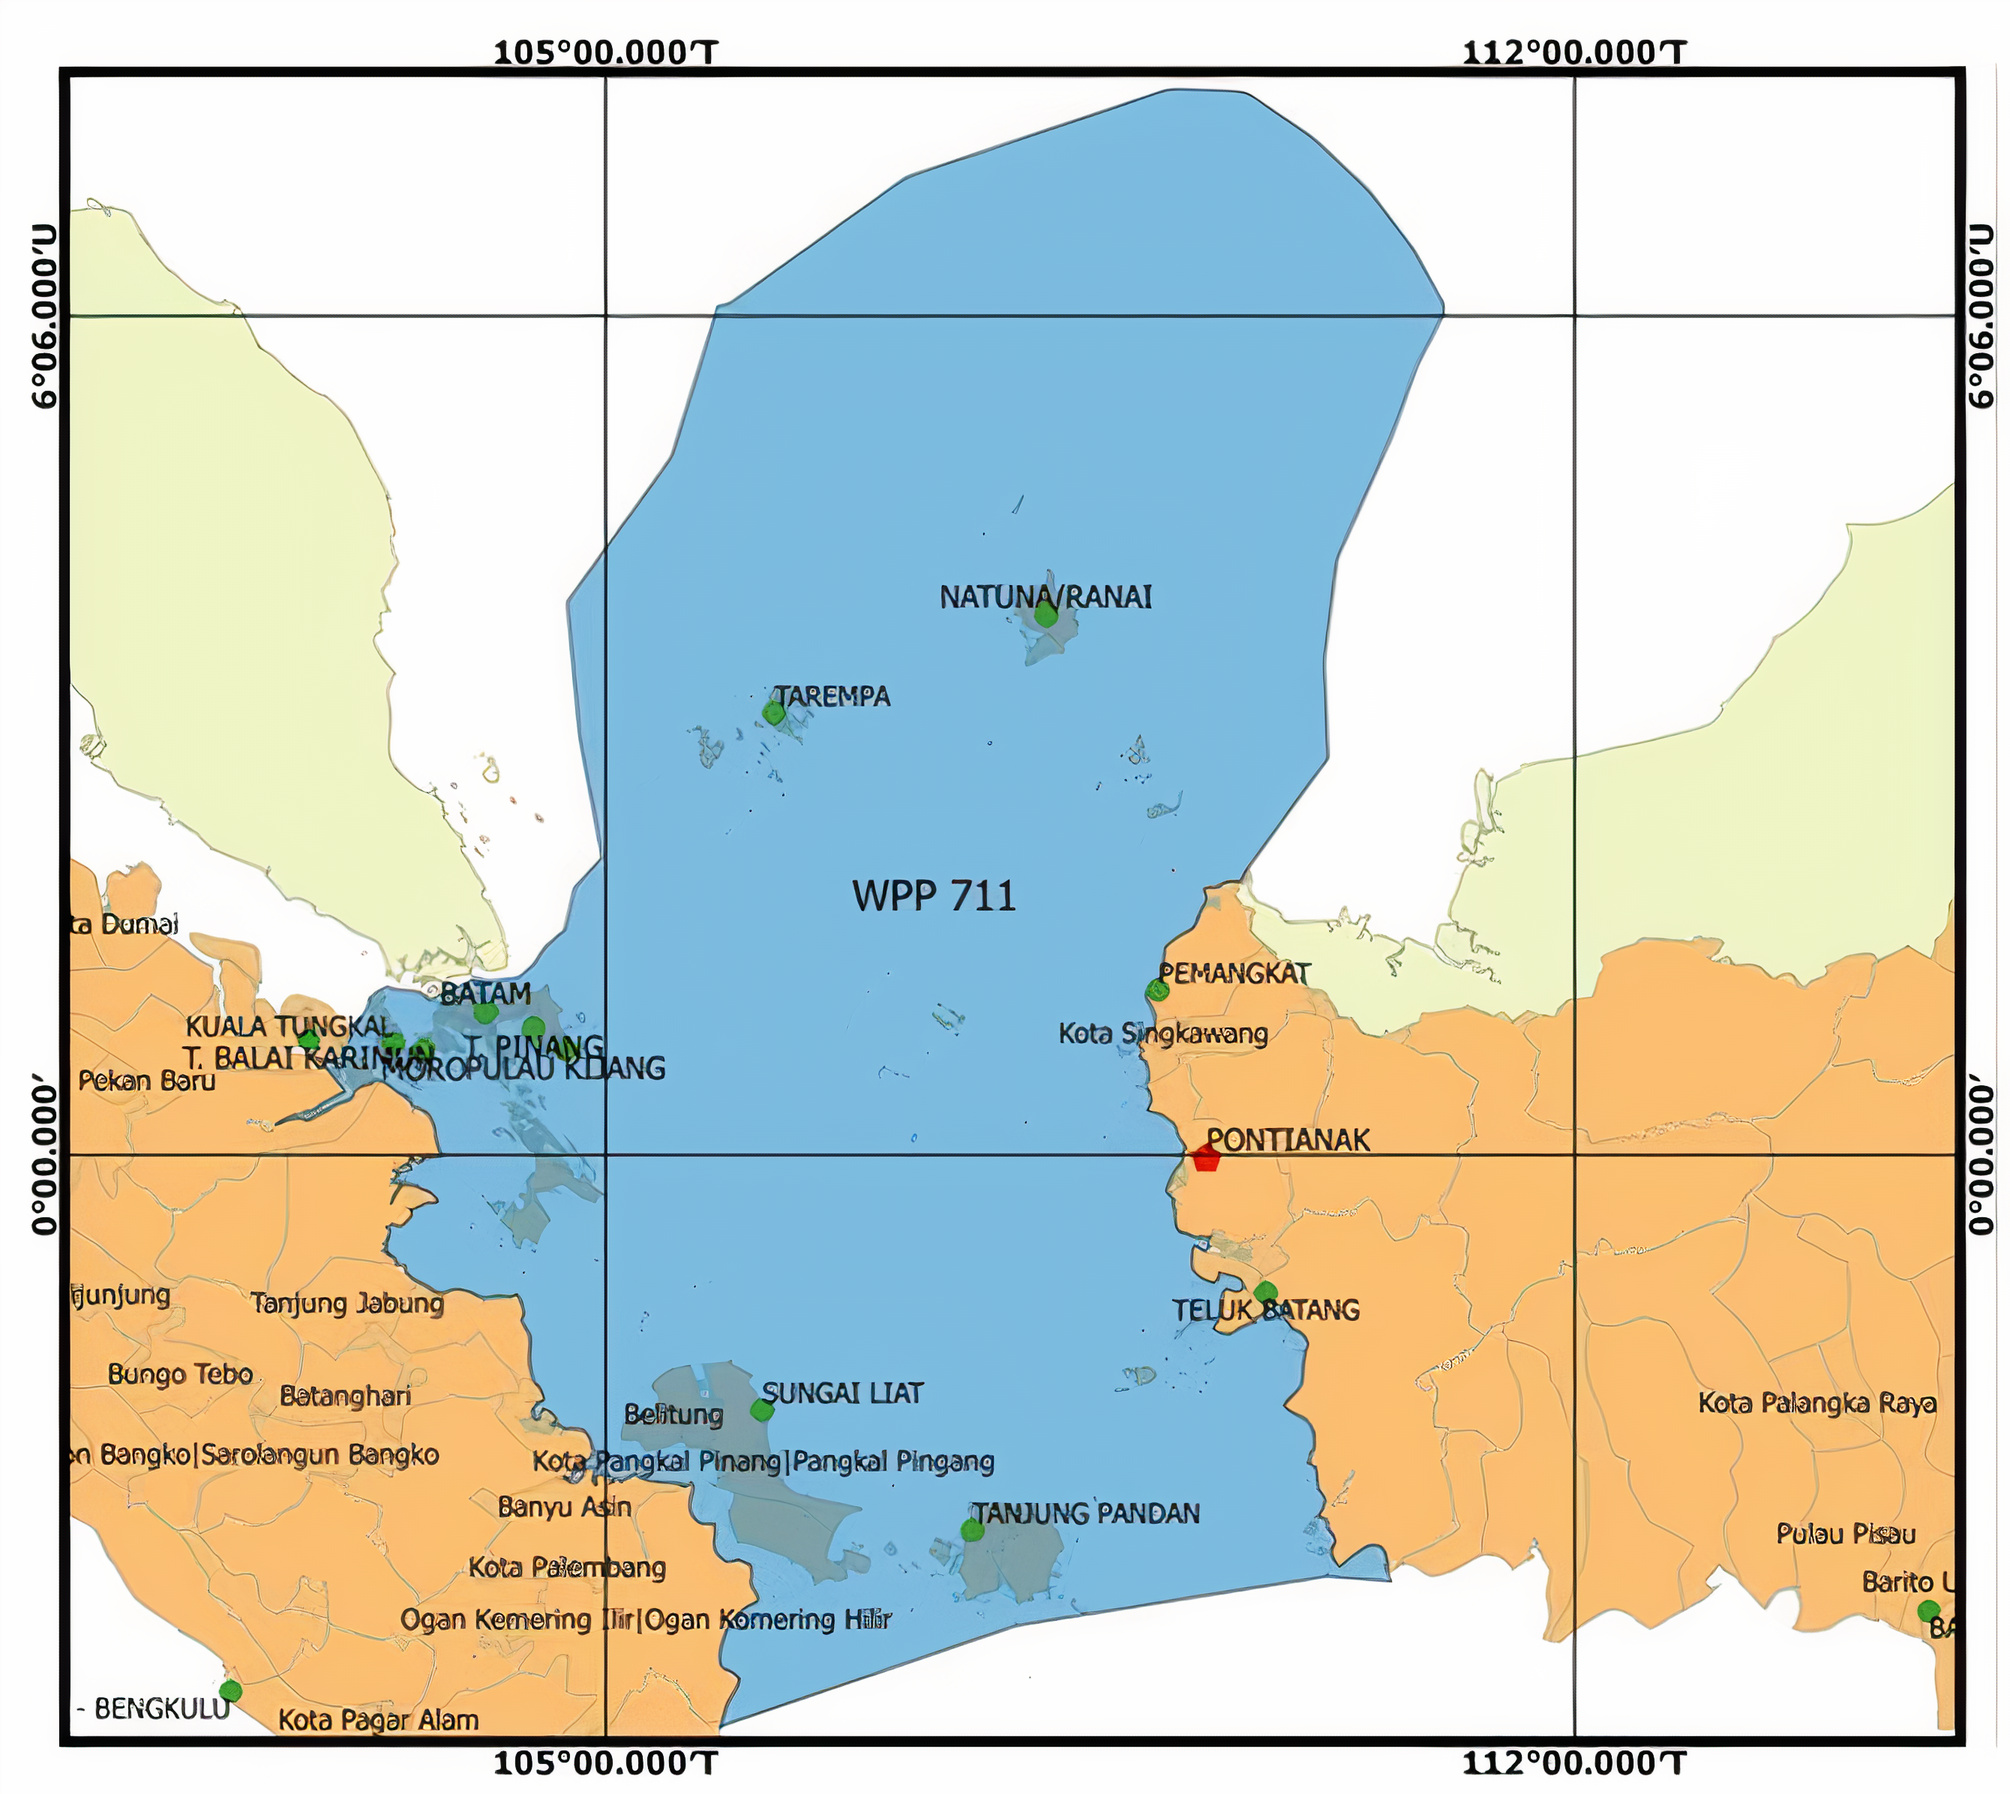 105°00.000'T
112°00.000'T
6°06.000'U
6°06.000'U
NATUNA/RANAI
TAREMPA
WPP 711
ta Dumai
PEMANGKAT
BATAM
KUALA TUNGKAL
Kota Singkawang
T. PINANG
T. BALAI KARIMUN
MOROPULAU KIJANG
Pekan Baru
0°00.000'
0°00.000'
PONTIANAK
ijunjung
Tanjung Jabung
TELUK BATANG
Bungo Tebo
Batanghari
SUNGAI LIAT
Belitung
Kota Palangka Raya
on Bangko|Sarolangun Bangko
Kota Pangkal Pinang|Pangkal Pingang
Banyu Asin
TANJUNG PANDAN
Pulau Pisau
Kota Palembang
Barito U
Ogan Kemering Ilir|Ogan Komering Hilir
BA
- BENGKULU
Kota Pagar Alam
105°00.000'T
112°00.000'T